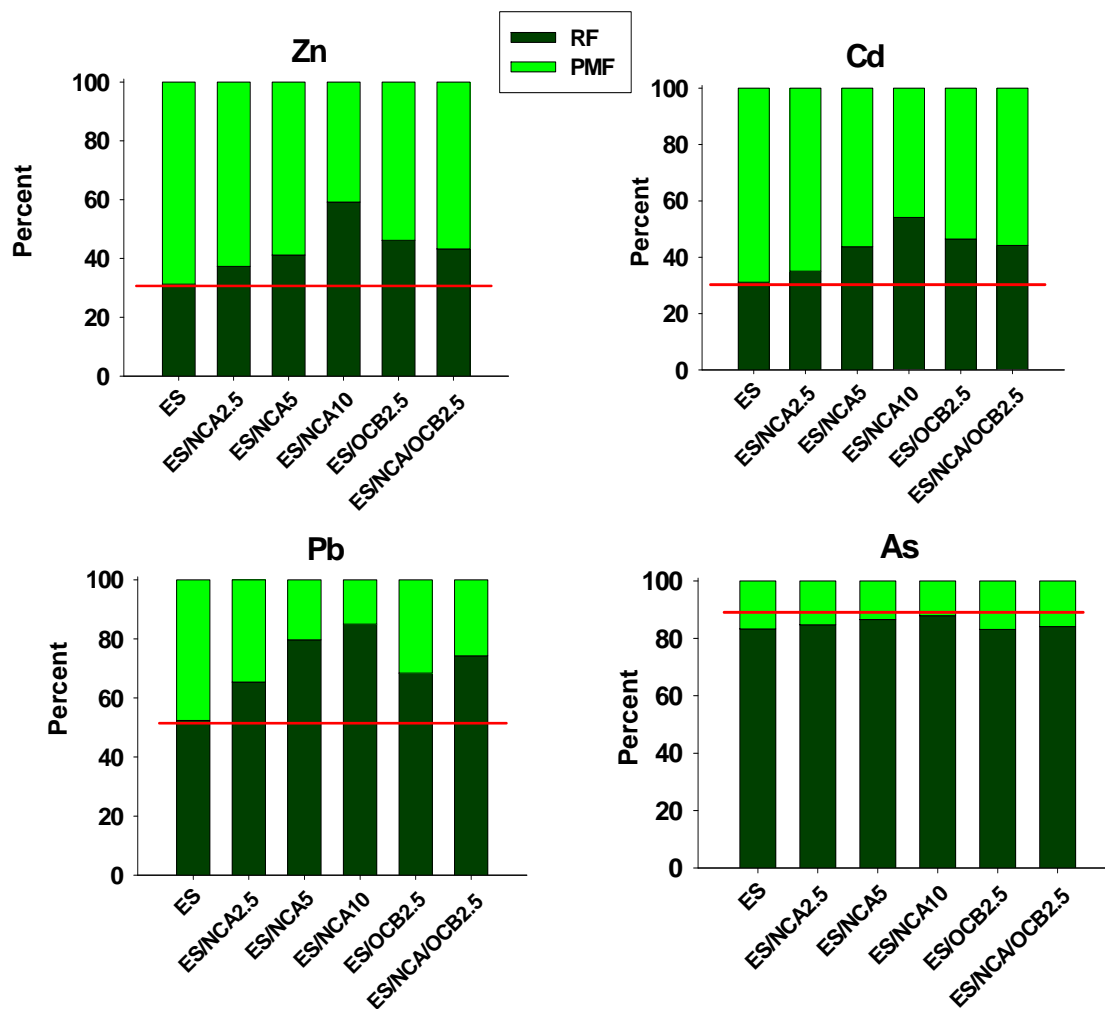 RF
PMF
Zn
Percent
100
80
60
40
20
0
ES
ES/NCA2.5
ES/NCA5
ES/NCA10
ES/OCB2.5
ES/NCA/OCB2.5
Cd
Percent
100
80
60
40
20
0
ES
ES/NCA2.5
ES/NCA5
ES/NCA10
ES/OCB2.5
ES/NCA/OCB2.5
Pb
Percent
100
80
60
40
20
0
ES
ES/NCA2.5
ES/NCA5
ES/NCA10
ES/OCB2.5
ES/NCA/OCB2.5
As
Percent
100
80
60
40
20
0
ES
ES/NCA2.5
ES/NCA5
ES/NCA10
ES/OCB2.5
ES/NCA/OCB2.5